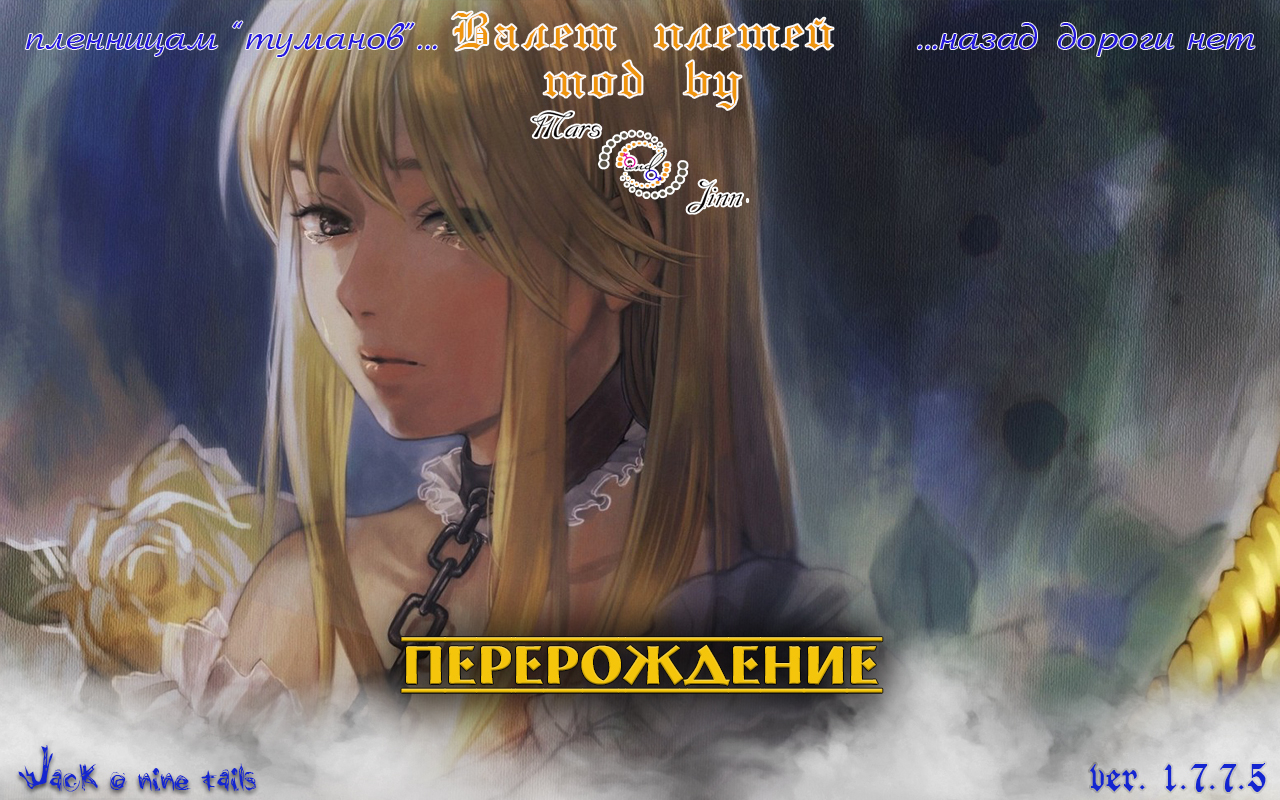 пленницам “туманов”...
Валет плетей
...назад дороги нет
mod by
Mars
and
Jinn
ПЕРЕРОЖДЕНИЕ
Jack o nine tails
ver. 1.7.7.5